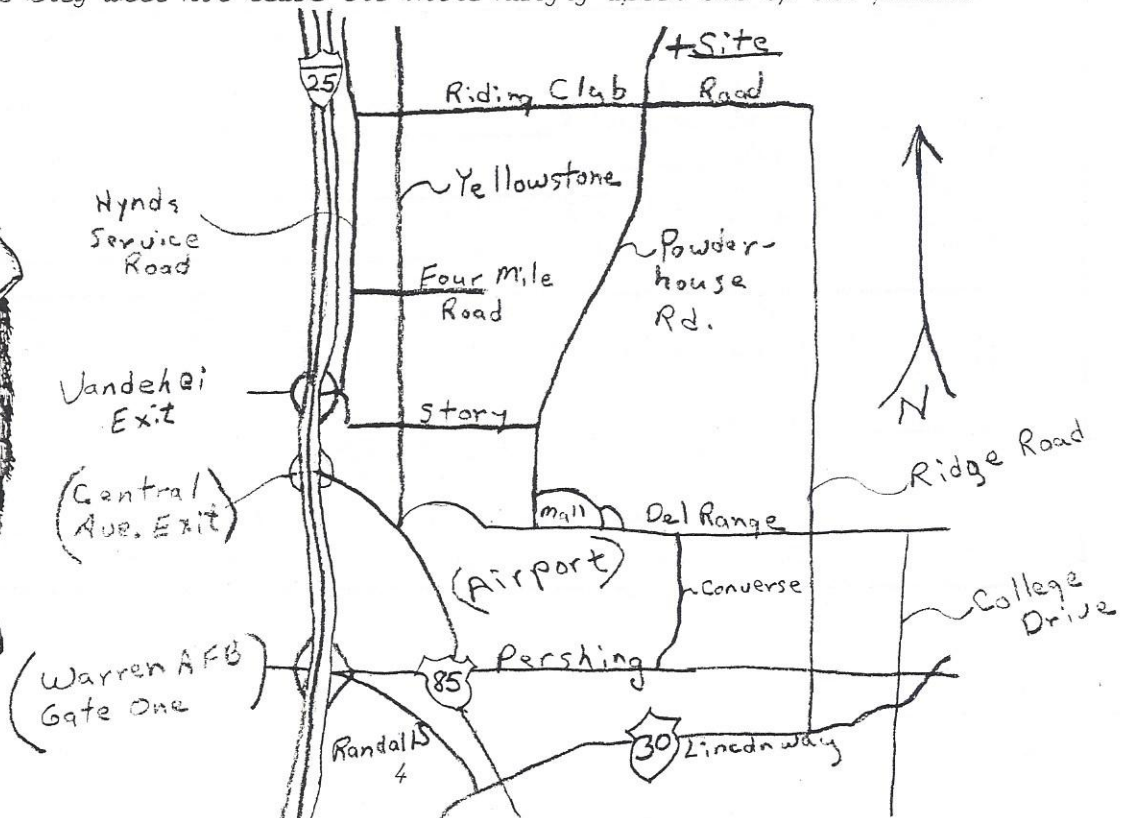 +Site
25
Riding Club Road
Yellowstone
Hynds
Service
Road
Powder-
house
Rd.
Four Mile
Road
Vandehei
Exit
Story
N
Ridge Road
(Central
Ave. Exit)
Mall
Del Range
(Airport)
Converse
College
Drive
(Warren AFB
Gate One
Pershing
85
Randalls
30
Lincolnway
4